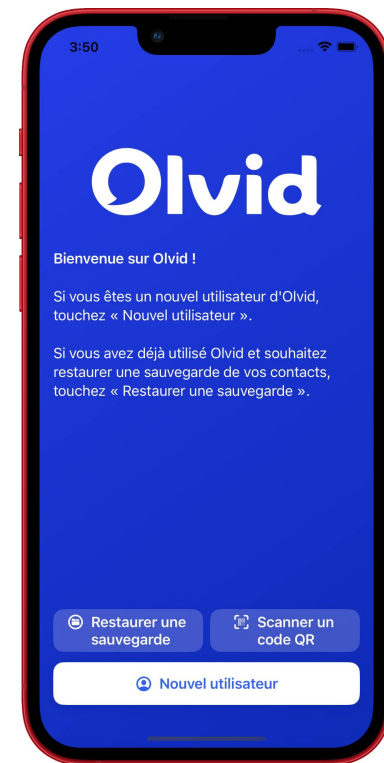 3:50
Olvid
Bienvenue sur Olvid !
Si vous êtes un nouvel utilisateur d'Olvid,
touchez « Nouvel utilisateur ».
Si vous avez déjà utilisé Olvid et souhaitez
restaurer une sauvegarde de vos contacts,
touchez « Restaurer une sauvegarde ».
Restaurer une
sauvegarde
Scanner un
code QR
Nouvel utilisateur